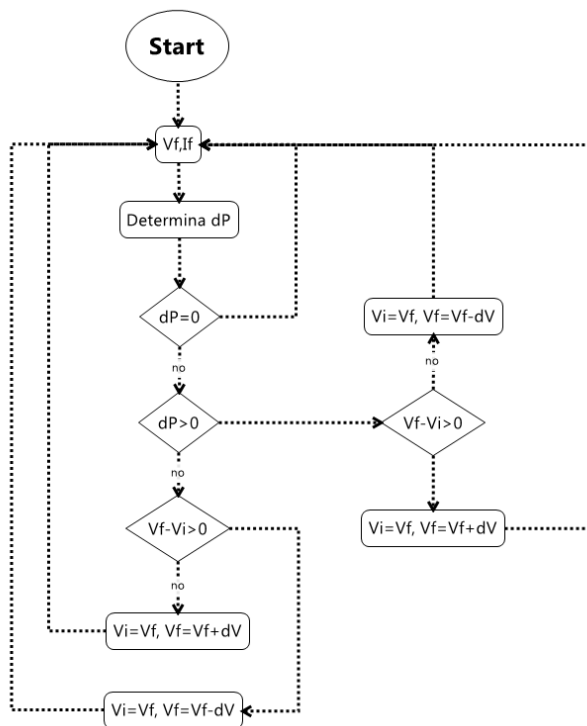 Start
Vf,If
Determina dP
dP=0
Vi=Vf, Vf=Vf-dV
no
no
dP>0
Vf-Vi>0
no
Vf-Vi>0
Vi=Vf, Vf=Vf+dV
no
Vi=Vf, Vf=Vf+dV
Vi=Vf, Vf=Vf-dV